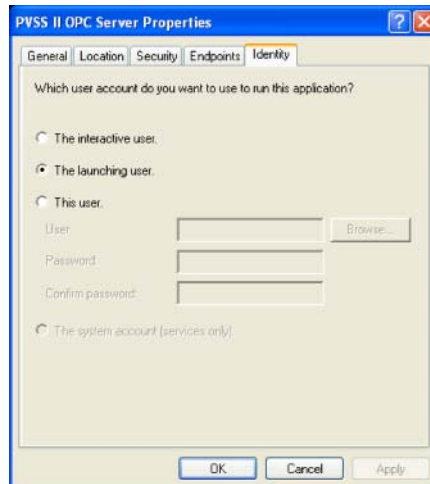 PVSS II OPC Server Properties
General Location Security Endpoints Identity
Which user account do you want to use to run this application?
The interactive user.
The launching user.
This user.
User
Browse...
Password
Confirm password
The system account (services only).
OK Cancel Apply